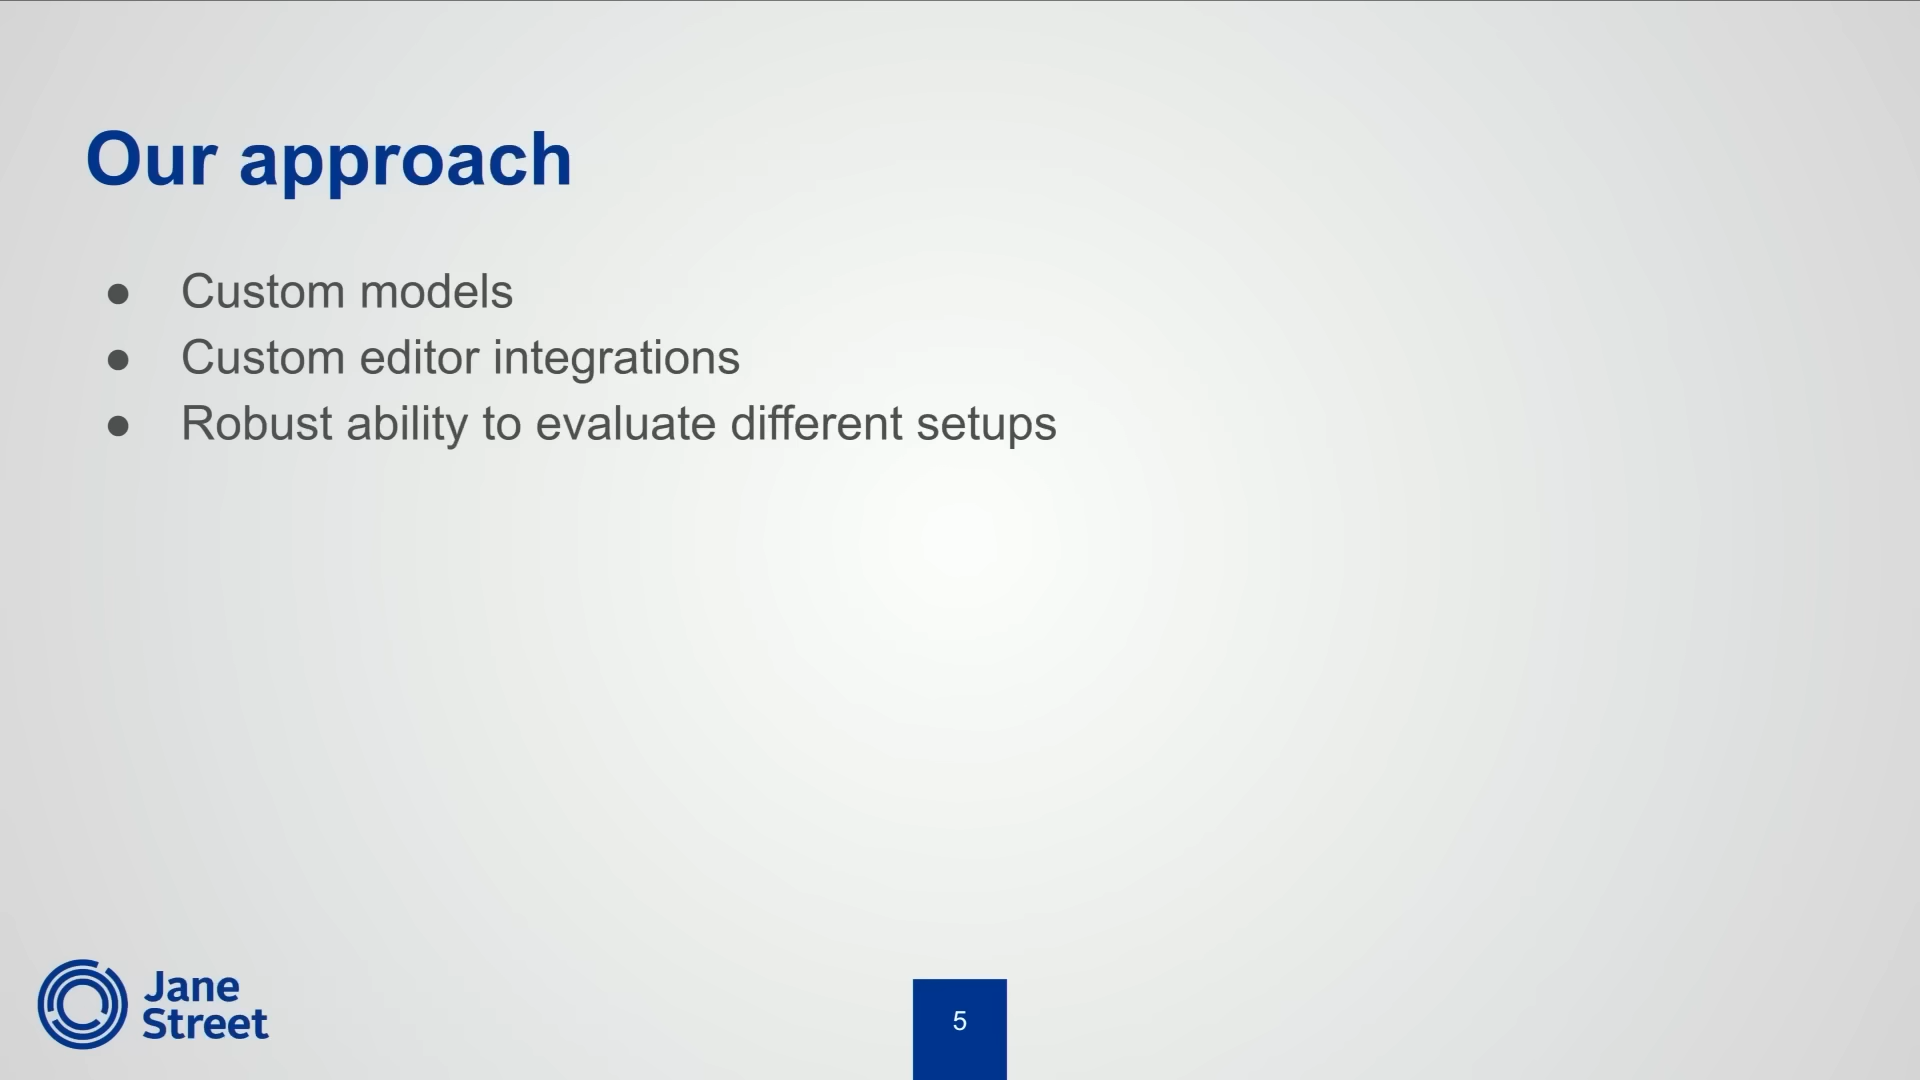 Our approach
● Custom models
● Custom editor integrations
● Robust ability to evaluate different setups
Jane
Street
5